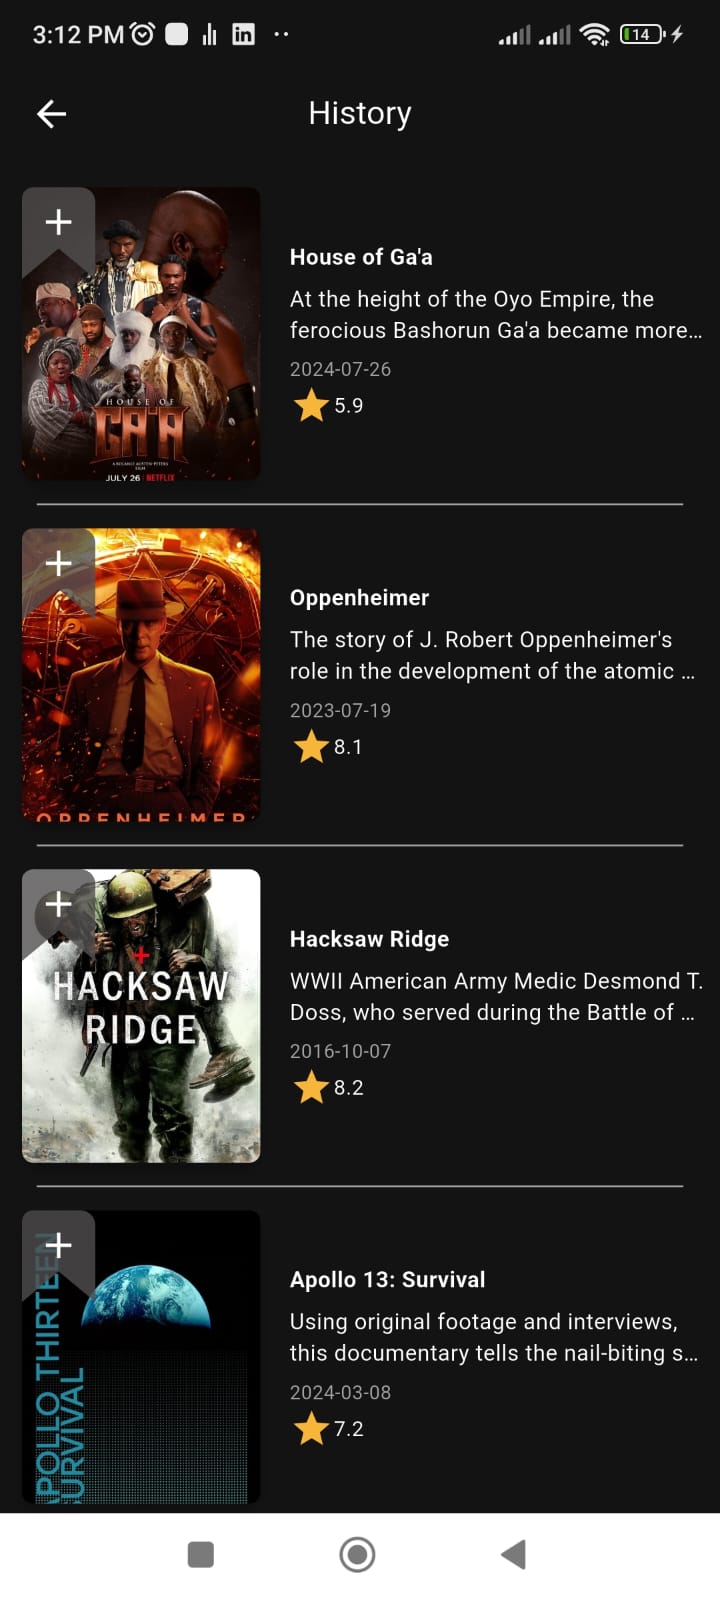 3:12 PM
in
14
History
House of Ga'a
At the height of the Oyo Empire, the
ferocious Bashorun Ga'a became more...
2024-07-26
5.9
HOUSE OF
GA'A
JULY 26 NETFLIX
Oppenheimer
The story of J. Robert Oppenheimer's
role in the development of the atomic ...
2023-07-19
8.1
OPPENHEIMER
Hacksaw Ridge
WWII American Army Medic Desmond T.
Doss, who served during the Battle of ...
2016-10-07
8.2
HACKSAW
RIDGE
Apollo 13: Survival
Using original footage and interviews,
this documentary tells the nail-biting s...
2024-03-08
7.2
APOLLO THIRTEEN
SURVIVAL